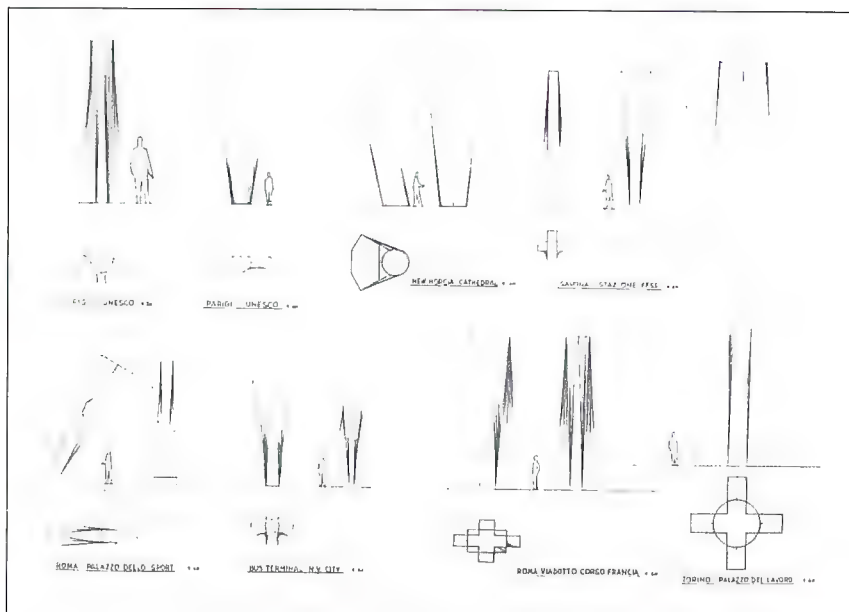 UNESCO
PARIGI UNESCO
NEW NORCIA CATHEDRAL
SAVONA STAZIONE FFSS
ROMA PALAZZO DELLO SPORT
BUS TERMINAL N.Y. CITY
ROMA VIADOTTO CORSO FRANCIA
TORINO PALAZZO DEL LAVORO